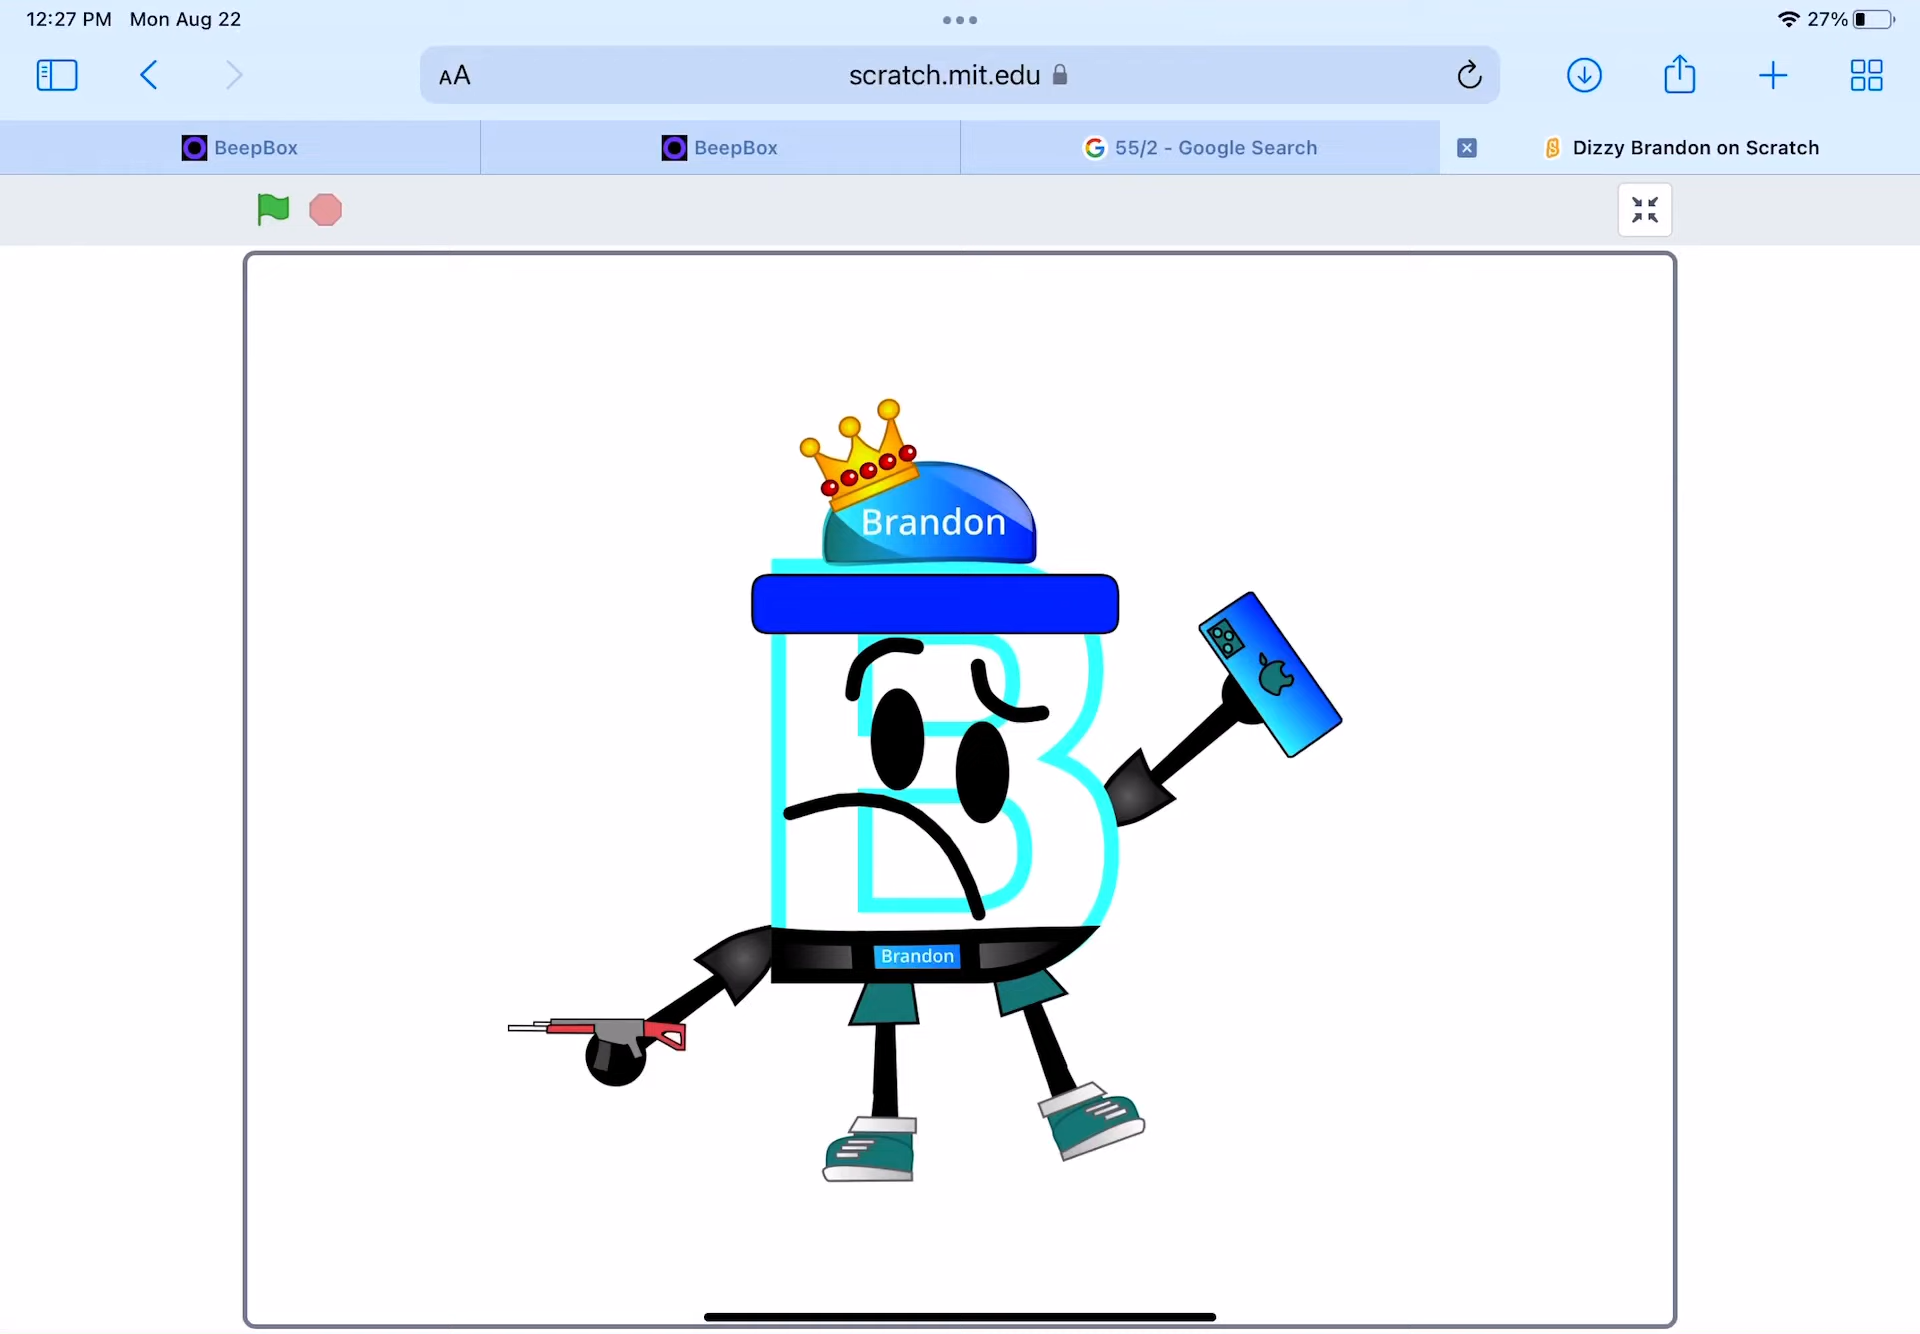 12:27 PM Mon Aug 22
27%
AA
scratch.mit.edu
BeepBox
BeepBox
55/2 - Google Search
Dizzy Brandon on Scratch
Brandon
Brandon